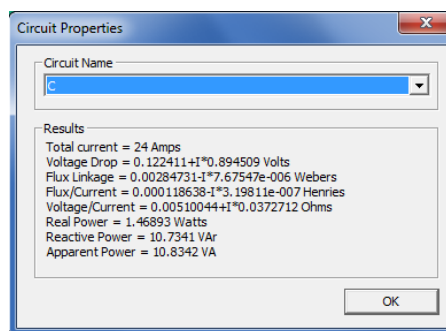 Circuit Properties
Circuit Name
C
Results
Total current = 24 Amps
Voltage Drop = 0.122411+I*0.894509 Volts
Flux Linkage = 0.00284731-I*7.67547e-006 Webers
Flux/Current = 0.000118638-I*3.19811e-007 Henries
Voltage/Current = 0.00510044+I*0.0372712 Ohms
Real Power = 1.46893 Watts
Reactive Power = 10.7341 VAr
Apparent Power = 10.8342 VA
OK